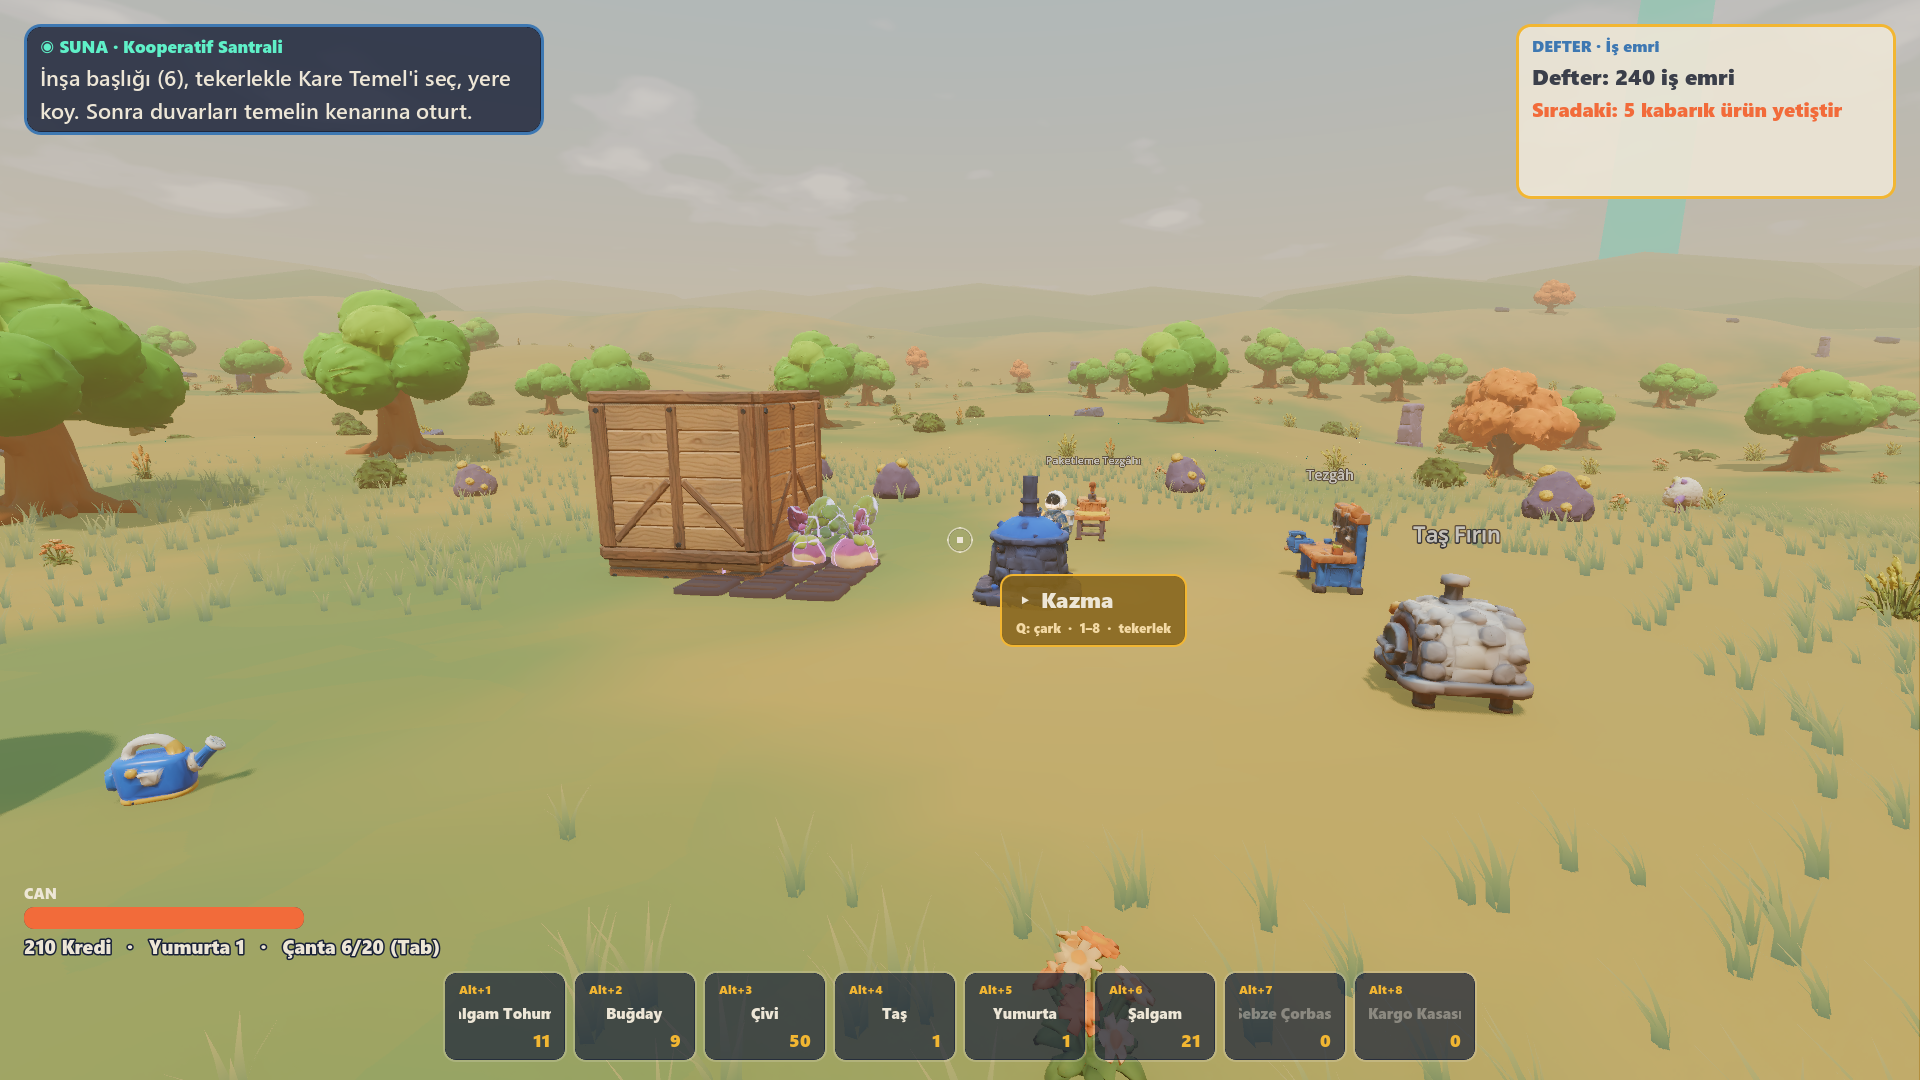 ◉ SUNA · Kooperatif Santrali
İnşa başlığı (6), tekerlekle Kare Temel'i seç, yere
koy. Sonra duvarları temelin kenarına oturt.
DEFTER · İş emri
Defter: 240 iş emri
Sıradaki: 5 kabarık ürün yetiştir
Paketleme Tezgâhı
Tezgâh
Taş Fırın
▸ Kazma
Q: çark · 1–8 · tekerlek
CAN
210 Kredi · Yumurta 1 · Çanta 6/20 (Tab)
Alt+1 Alt+2 Alt+3 Alt+4 Alt+5 Alt+6 Alt+7 Alt+8
lgam Tohum Buğday Çivi Taş Yumurta Şalgam Sebze Çorbas Kargo Kasası
11 9 50 1 1 21 0 0